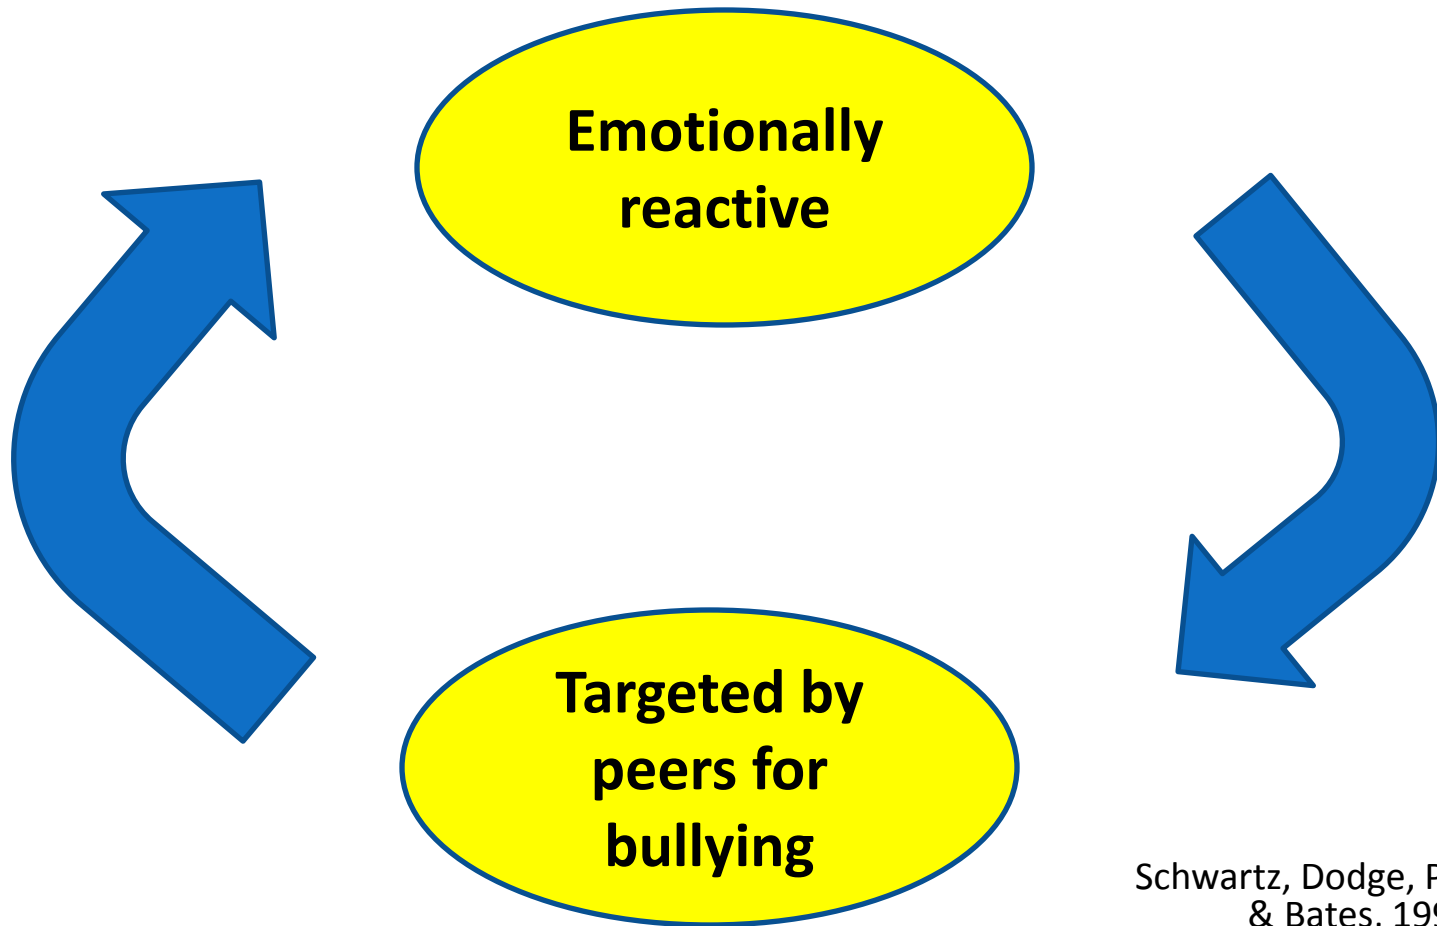 Emotionally
reactive
Targeted by
peers for
bullying
Schwartz, Dodge,
& Bates,